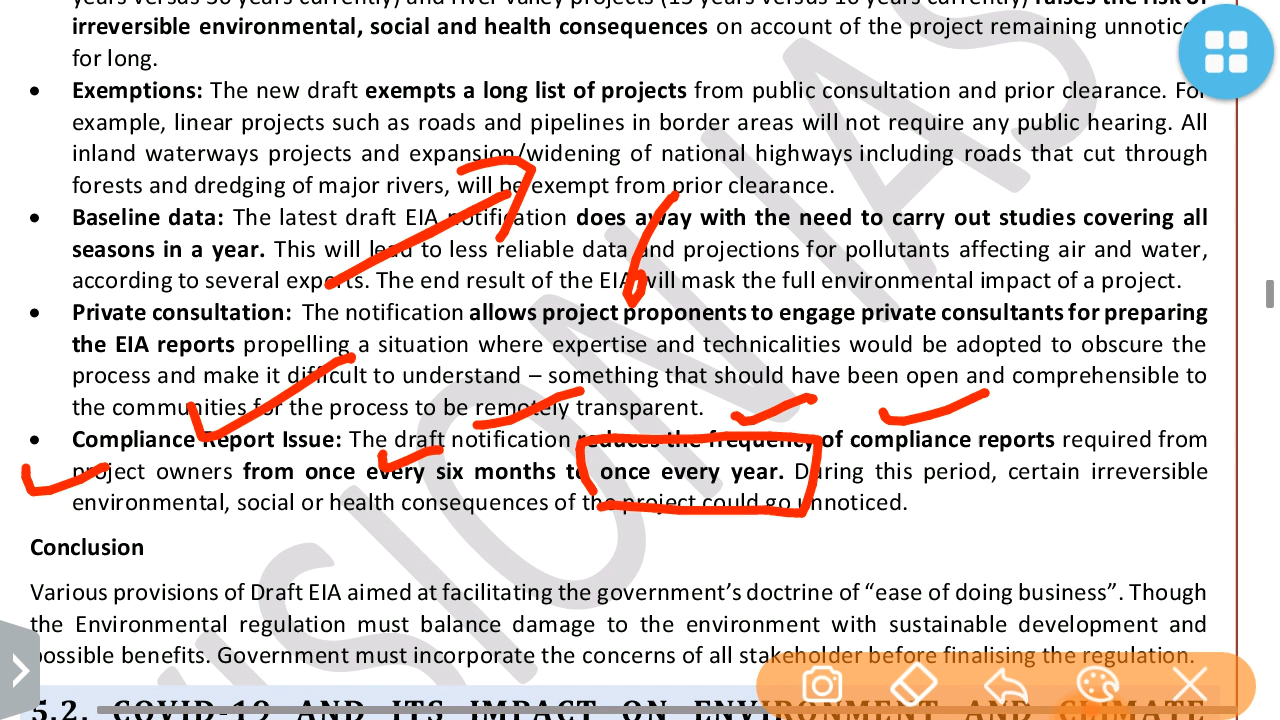 irreversible environmental, social and health consequences on account of the project remaining unnotic
for long.
• Exemptions: The new draft exempts a long list of projects from public consultation and prior clearance. For
example, linear projects such as roads and pipelines in border areas will not require any public hearing. All
inland waterways projects and expansion/widening of national highways including roads that cut through
forests and dredging of major rivers, will be exempt from prior clearance.
• Baseline data: The latest draft EIA notification does away with the need to carry out studies covering all
seasons in a year. This will lead to less reliable data and projections for pollutants affecting air and water,
according to several experts. The end result of the EIA will mask the full environmental impact of a project.
• Private consultation: The notification allows project proponents to engage private consultants for preparing
the EIA reports propelling a situation where expertise and technicalities would be adopted to obscure the
process and make it difficult to understand – something that should have been open and comprehensible to
the communities for the process to be remotely transparent.
• Compliance Report Issue: The draft notification reduces the frequency of compliance reports required from
project owners from once every six months to once every year. During this period, certain irreversible
environmental, social or health consequences of the project could go unnoticed.
Conclusion
Various provisions of Draft EIA aimed at facilitating the government's doctrine of “ease of doing business”. Though
the Environmental regulation must balance damage to the environment with sustainable development and
possible benefits. Government must incorporate the concerns of all stakeholder before finalising the regulation.
5.2. COVID-19 AND ITS IMPACT ON ENVIRONMENT AND CLIMATE
VISION IAS